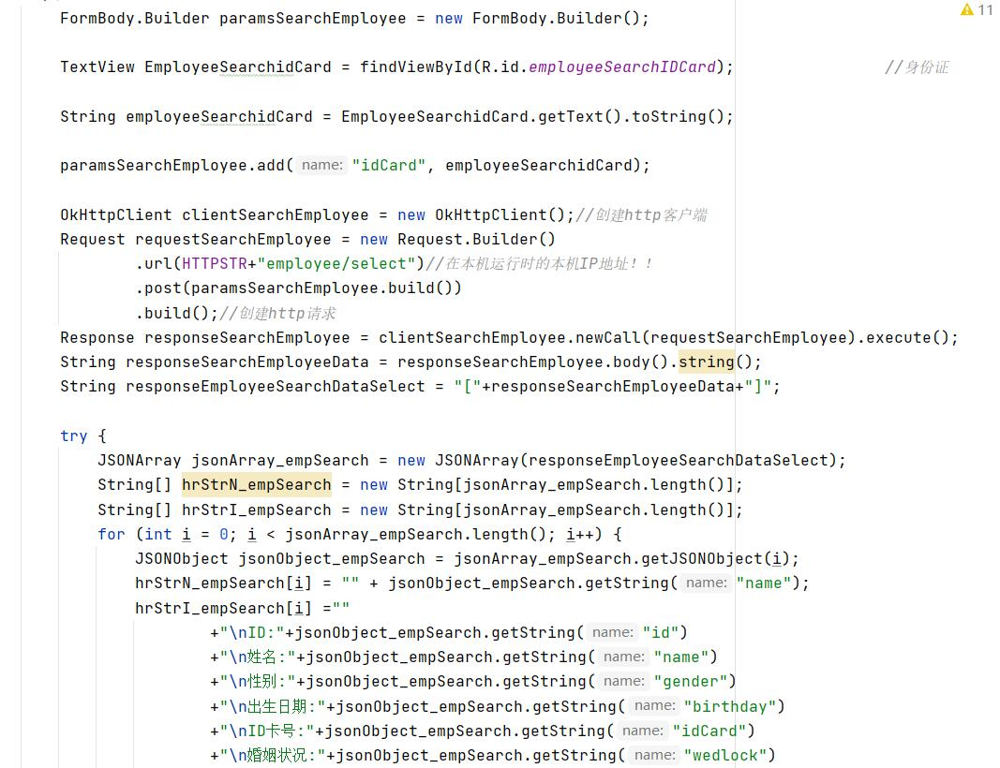 FormBody.Builder paramsSearchEmployee = new FormBody.Builder();
11
TextView EmployeeSearchidCard = findViewById(R.id.employeeSearchIDCard); //身份证
String employeeSearchidCard = EmployeeSearchidCard.getText().toString();
paramsSearchEmployee.add( name: "idCard", employeeSearchidCard);
OkHttpClient clientSearchEmployee = new OkHttpClient();//创建http客户端
Request requestSearchEmployee = new Request.Builder()
.url(HTTPSTR+"employee/select")//在本机运行时的本机IP地址！！
.post(paramsSearchEmployee.build())
.build();//创建http请求
Response responseSearchEmployee = clientSearchEmployee.newCall(requestSearchEmployee).execute();
String responseSearchEmployeeData = responseSearchEmployee.body().string();
String responseEmployeeSearchDataSelect = "["+responseSearchEmployeeData+"]";
try {
JSONArray jsonArray_empSearch = new JSONArray(responseEmployeeSearchDataSelect);
String[] hrStrN_empSearch = new String[jsonArray_empSearch.length()];
String[] hrStrI_empSearch = new String[jsonArray_empSearch.length()];
for (int i = 0; i < jsonArray_empSearch.length(); i++) {
JSONObject jsonObject_empSearch = jsonArray_empSearch.getJSONObject(i);
hrStrN_empSearch[i] = "" + jsonObject_empSearch.getString( name: "name");
hrStrI_empSearch[i] =""
+"\nID:"+jsonObject_empSearch.getString( name: "id")
+"\n姓名:"+jsonObject_empSearch.getString( name: "name")
+"\n性别:"+jsonObject_empSearch.getString( name: "gender")
+"\n出生日期:"+jsonObject_empSearch.getString( name: "birthday")
+"\nID卡号:"+jsonObject_empSearch.getString( name: "idCard")
+"\n婚姻状况:"+jsonObject_empSearch.getString( name: "wedlock")